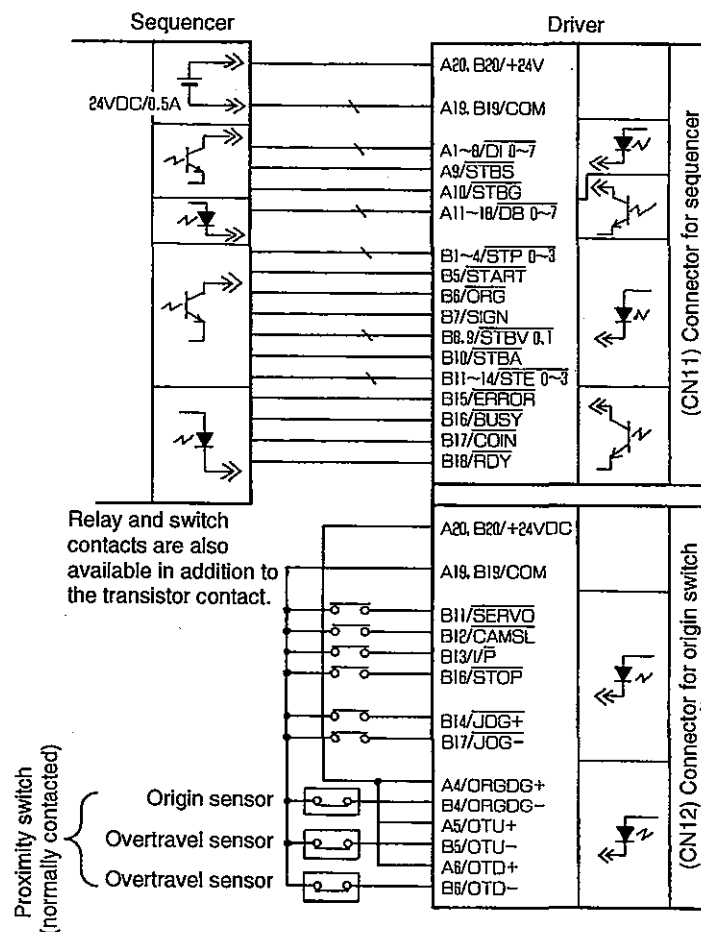 Sequencer
Driver
24VDC/0.5A
A20, B20/+24V
A19, B19/COM
A1~8/DI 0~7
A9/STBS
A10/STBG
A11~18/DB 0~7
B1~4/STP 0~3
B5/START
B6/ORG
B7/SIGN
B8,9/STBV 0,1
B10/STBA
B11~14/STE 0~3
B15/ERROR
B16/BUSY
B17/COIN
B18/RDY
(CN11) Connector for sequencer
Relay and switch
contacts are also
available in addition to
the transistor contact.
A20, B20/+24VDC
A19, B19/COM
B11/SERVO
B12/CAMSL
B13/I/P
B16/STOP
B14/JOG+
B17/JOG-
A4/ORGDG+
B4/ORGDG-
A5/OTU+
B5/OTU-
A6/OTD+
B6/OTD-
(CN12) Connector for origin switch
Proximity switch
(normally contacted)
Origin sensor
Overtravel sensor
Overtravel sensor